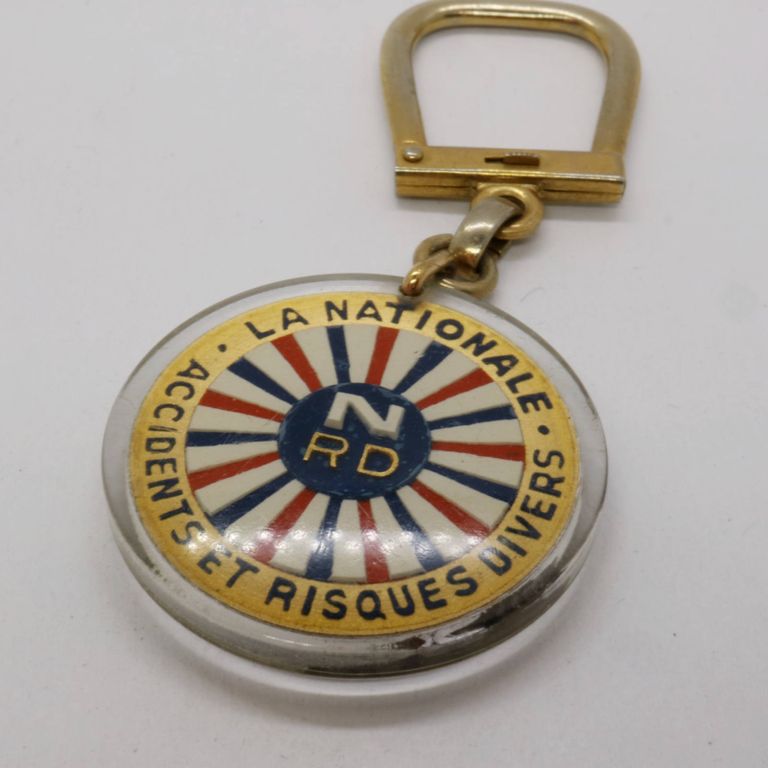 LA NATIONALE
ACCIDENTS ET RISQUES DIVERS
N
RD